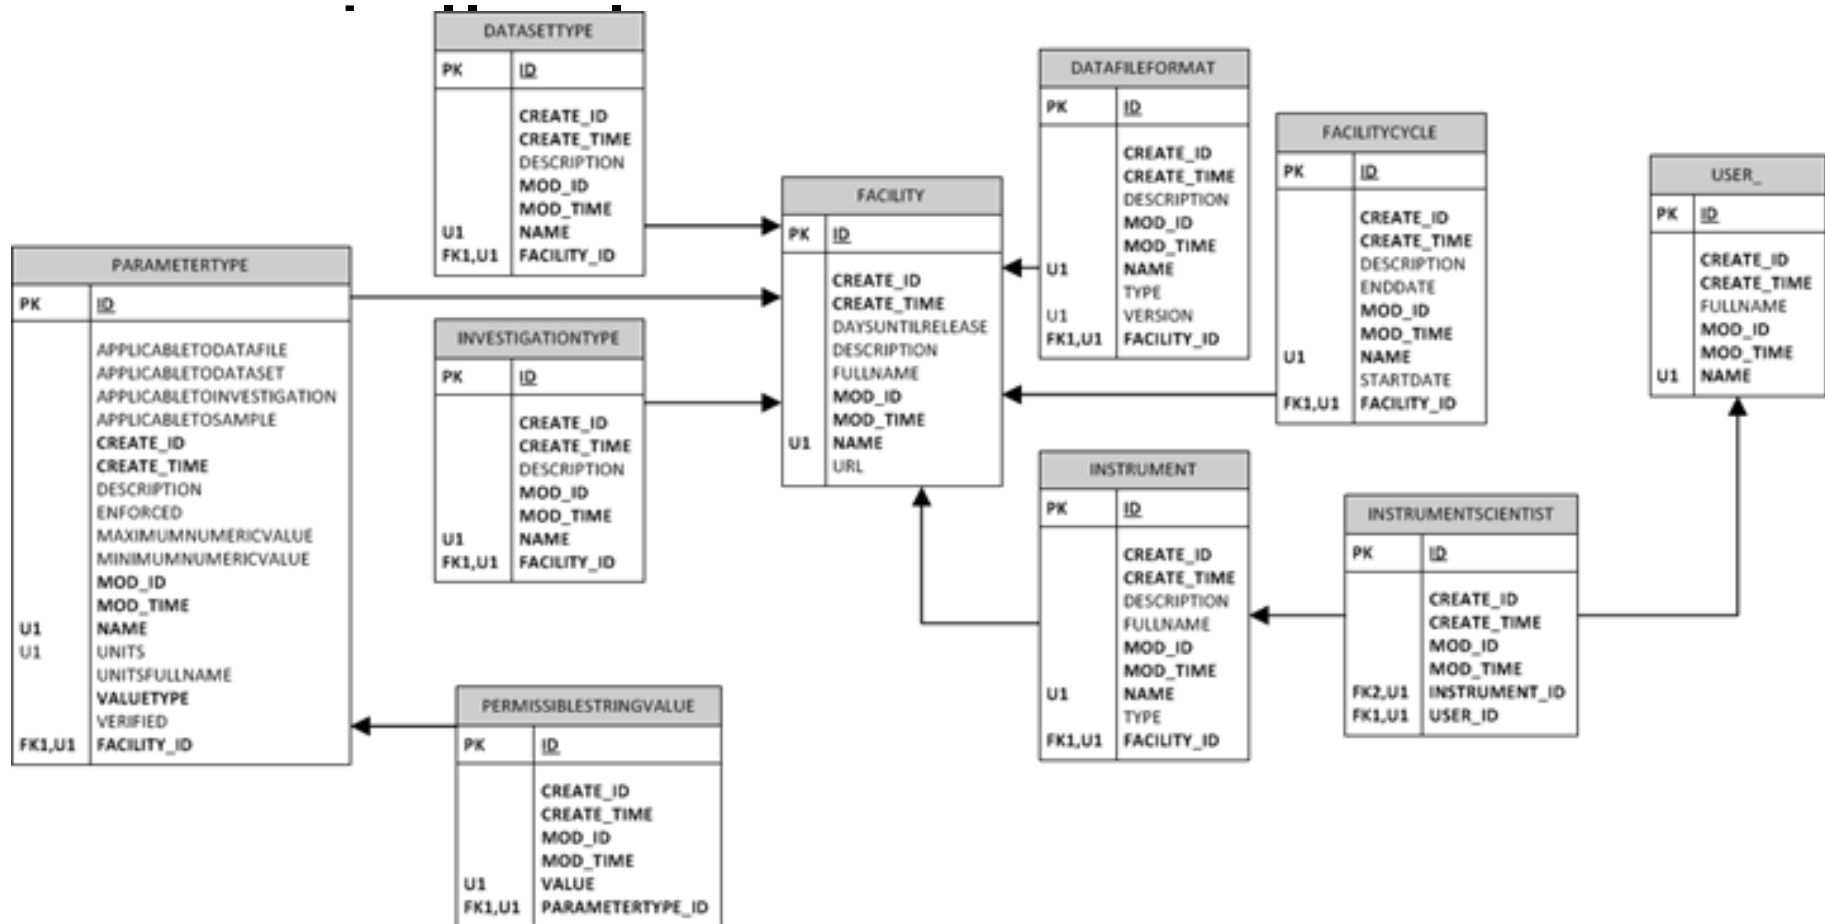 DATASETTYPE
PK ID
CREATE_ID
CREATE_TIME
DESCRIPTION
MOD_ID
MOD_TIME
U1 NAME
FK1,U1 FACILITY_ID
DATAFILEFORMAT
PK ID
CREATE_ID
CREATE_TIME
DESCRIPTION
MOD_ID
MOD_TIME
U1 NAME
TYPE
U1 VERSION
FK1,U1 FACILITY_ID
FACILITYCYCLE
PK ID
CREATE_ID
CREATE_TIME
DESCRIPTION
ENDDATE
MOD_ID
MOD_TIME
U1 NAME
STARTDATE
FK1,U1 FACILITY_ID
USER_
PK ID
CREATE_ID
CREATE_TIME
FULLNAME
MOD_ID
MOD_TIME
U1 NAME
FACILITY
PK ID
CREATE_ID
CREATE_TIME
DAYSUNTILRELEASE
DESCRIPTION
FULLNAME
MOD_ID
MOD_TIME
U1 NAME
URL
PARAMETERTYPE
PK ID
APPLICABLETODATAFILE
APPLICABLETODATASET
APPLICABLETOINVESTIGATION
APPLICABLETOSAMPLE
CREATE_ID
CREATE_TIME
DESCRIPTION
ENFORCED
MAXIMUMNUMERICVALUE
MINIMUMNUMERICVALUE
MOD_ID
MOD_TIME
U1 NAME
U1 UNITS
UNITSFULLNAME
VALUETYPE
VERIFIED
FK1,U1 FACILITY_ID
INVESTIGATIONTYPE
PK ID
CREATE_ID
CREATE_TIME
DESCRIPTION
MOD_ID
MOD_TIME
U1 NAME
FK1,U1 FACILITY_ID
INSTRUMENT
PK ID
CREATE_ID
CREATE_TIME
DESCRIPTION
FULLNAME
MOD_ID
MOD_TIME
U1 NAME
TYPE
FK1,U1 FACILITY_ID
INSTRUMENTSCIENTIST
PK ID
CREATE_ID
CREATE_TIME
MOD_ID
MOD_TIME
FK2,U1 INSTRUMENT_ID
FK1,U1 USER_ID
PERMISSIBLESTRINGVALUE
PK ID
CREATE_ID
CREATE_TIME
MOD_ID
MOD_TIME
U1 VALUE
FK1,U1 PARAMETERTYPE_ID